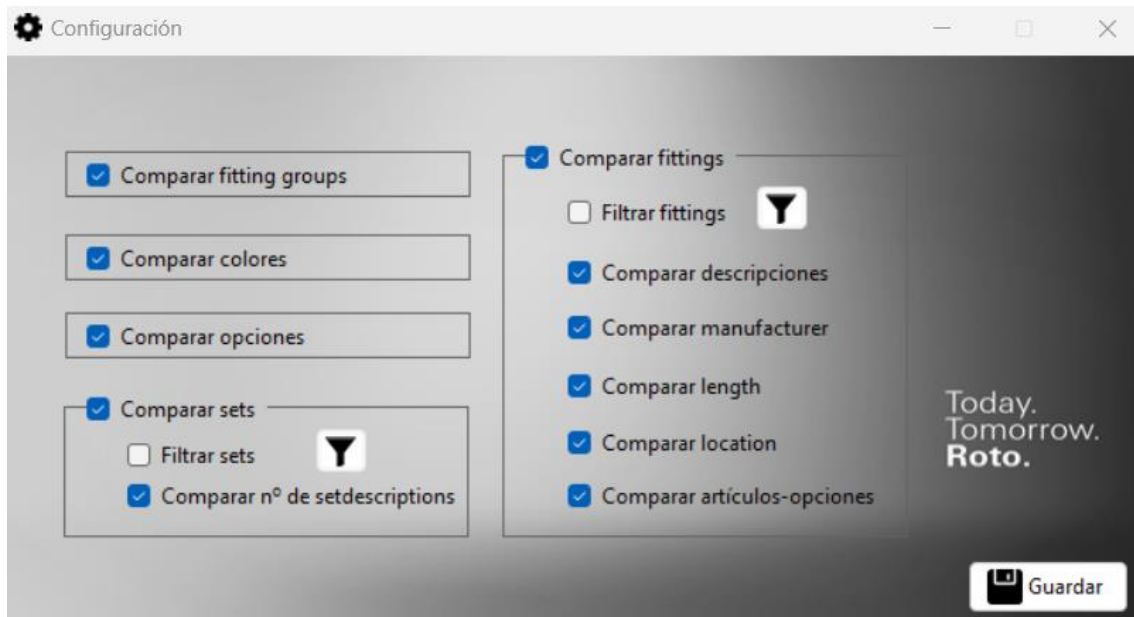 Configuración
Comparar fitting groups
Comparar colores
Comparar opciones
Comparar sets
Filtrar sets
Comparar nº de setdescriptions
Comparar fittings
Filtrar fittings
Comparar descripciones
Comparar manufacturer
Comparar length
Comparar location
Comparar artículos-opciones
Today.
Tomorrow.
Roto.
Guardar